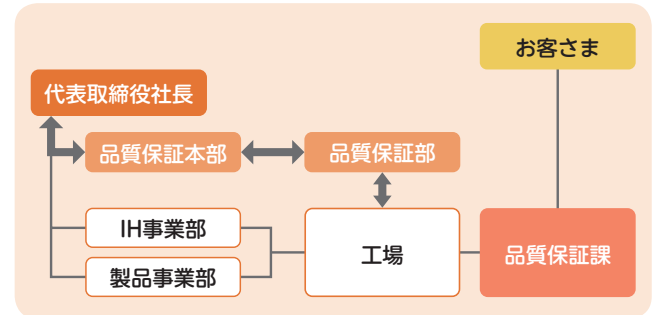 お客さま
代表取締役社長
品質保証本部
品質保証部
IH事業部
工場
品質保証課
製品事業部